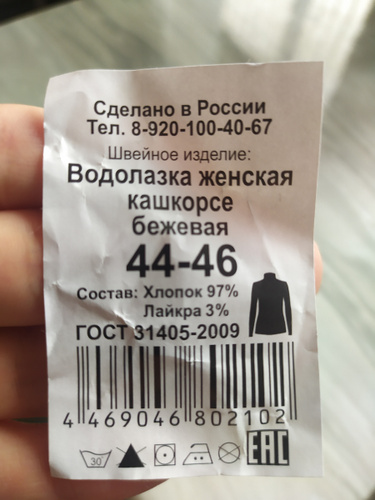 Сделано в России
Тел. 8-920-100-40-67
Швейное изделие:
Водолазка женская
кашкорсе
бежевая
44-46
Состав: Хлопок 97%
Лайкра 3%
ГОСТ 31405-2009
4 469046 802102
30 EAC